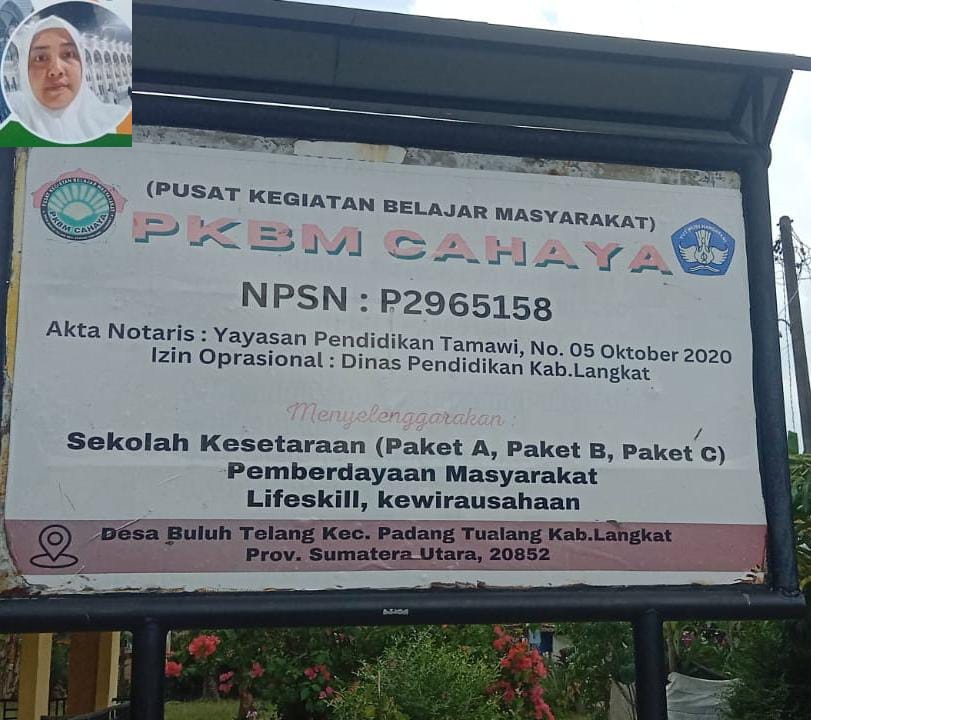 (PUSAT KEGIATAN BELAJAR MASYARAKAT)
PKBM CAHAYA
PKBM CAHAYA
NPSN : P2965158
Akta Notaris : Yayasan Pendidikan Tamawi, No. 05 Oktober 2020
Izin Oprasional : Dinas Pendidikan Kab.Langkat
Menyelenggarakan :
Sekolah Kesetaraan (Paket A, Paket B, Paket C)
Pemberdayaan Masyarakat
Lifeskill, kewirausahaan
Desa Buluh Telang Kec. Padang Tualang Kab.Langkat
Prov. Sumatera Utara, 20852